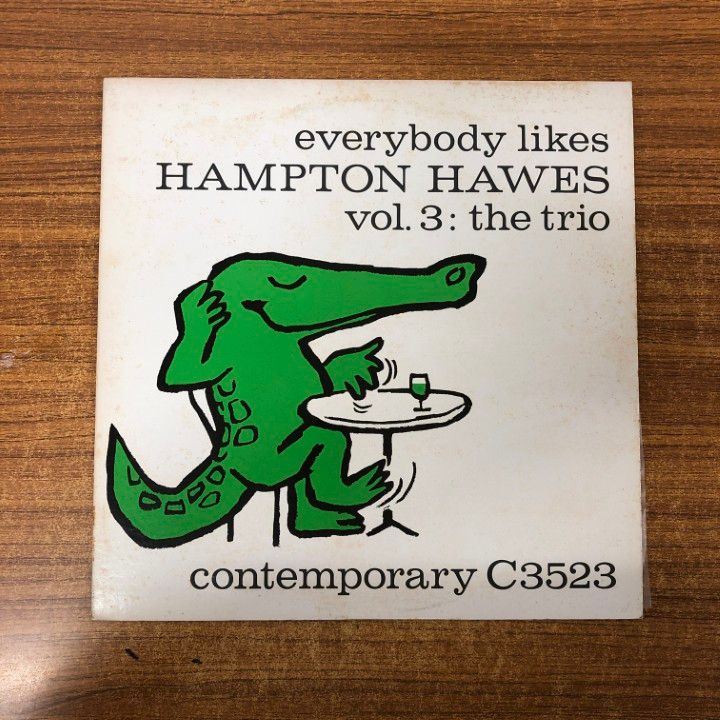 everybody likes
HAMPTON HAWES
vol. 3: the trio
contemporary C3523